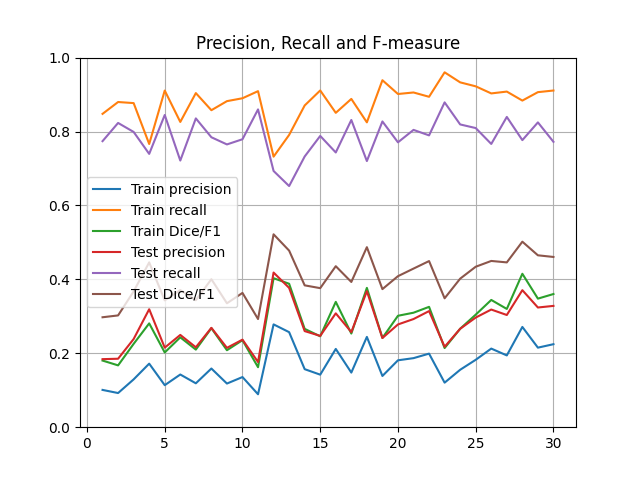 Precision, Recall and F-measure
1.0
0.8
0.6
0.4
0.2
0.0
Train precision
Train recall
Train Dice/F1
Test precision
Test recall
Test Dice/F1
0 5 10 15 20 25 30